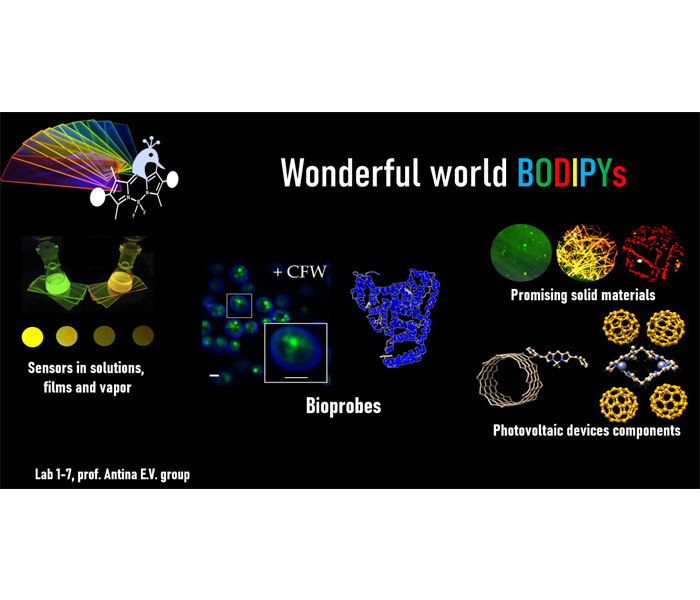 Wonderful world BODIPYs
+ CFW
Promising solid materials
Sensors in solutions,
films and vapor
Bioprobes
Photovoltaic devices components
Lab 1-7, prof. Antina E.V. group